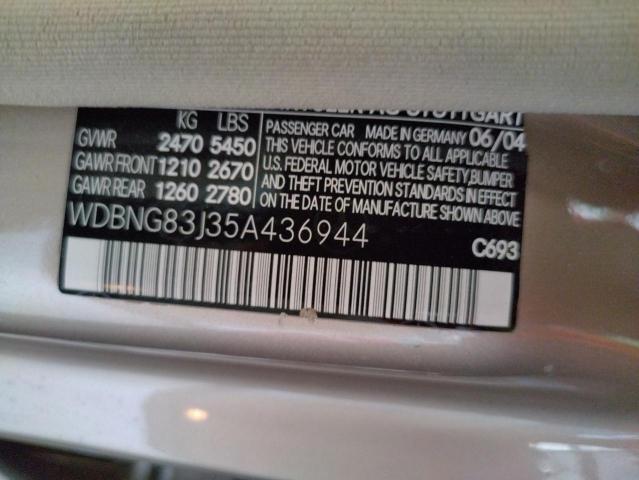 STUTTGART
KG LBS
GVWR 2470 5450
GAWR FRONT 1210 2670
GAWR REAR 1260 2780
PASSENGER CAR MADE IN GERMANY 06/04
THIS VEHICLE CONFORMS TO ALL APPLICABLE
U.S. FEDERAL MOTOR VEHICLE SAFETY, BUMPER
AND THEFT PREVENTION STANDARDS IN EFFECT
ON THE DATE OF MANUFACTURE SHOWN ABOVE
WDBNG83J35A436944
C693